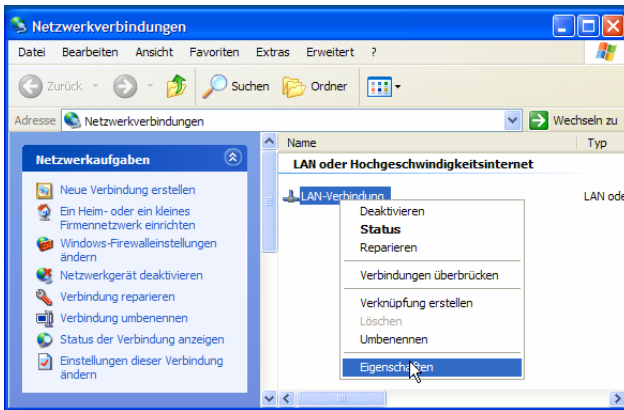 Netzwerkverbindungen
Datei Bearbeiten Ansicht Favoriten Extras Erweitert ?
Zurück Suchen Ordner
Adresse Netzwerkverbindungen Wechseln zu
Netzwerkaufgaben
Neue Verbindung erstellen
Ein Heim- oder ein kleines
Firmennetzwerk einrichten
Windows-Firewalleinstellungen
ändern
Netzwerkgerät deaktivieren
Verbindung reparieren
Verbindung umbenennen
Status der Verbindung anzeigen
Einstellungen dieser Verbindung
ändern
Name Typ
LAN oder Hochgeschwindigkeitsinternet
LAN-Verbindung LAN ode
Deaktivieren
Status
Reparieren
Verbindungen überbrücken
Verknüpfung erstellen
Löschen
Umbenennen
Eigenschaften